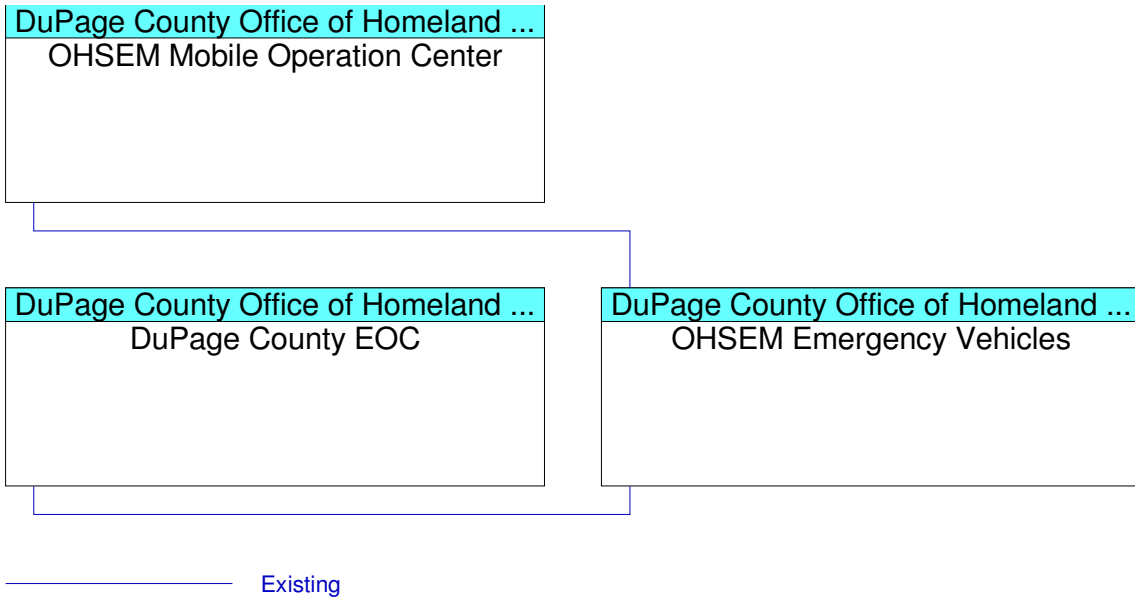 DuPage County Office of Homeland ...
OHSEM Mobile Operation Center
DuPage County Office of Homeland ...
DuPage County EOC
DuPage County Office of Homeland ...
OHSEM Emergency Vehicles
Existing